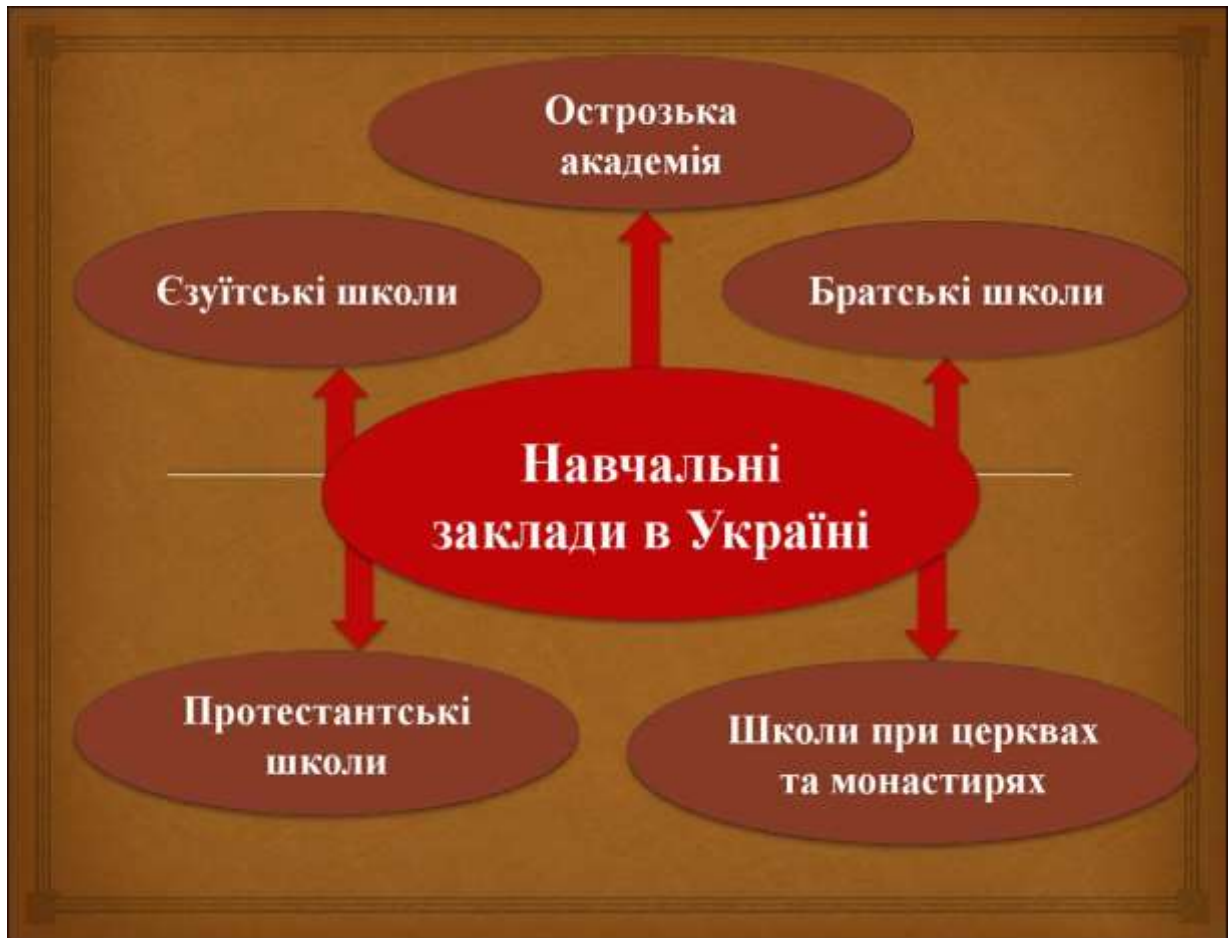 Острозька
академія
Єзуїтські школи
Братські школи
Навчальні
заклади в Україні
Протестантські
школи
Школи при церквах
та монастирях